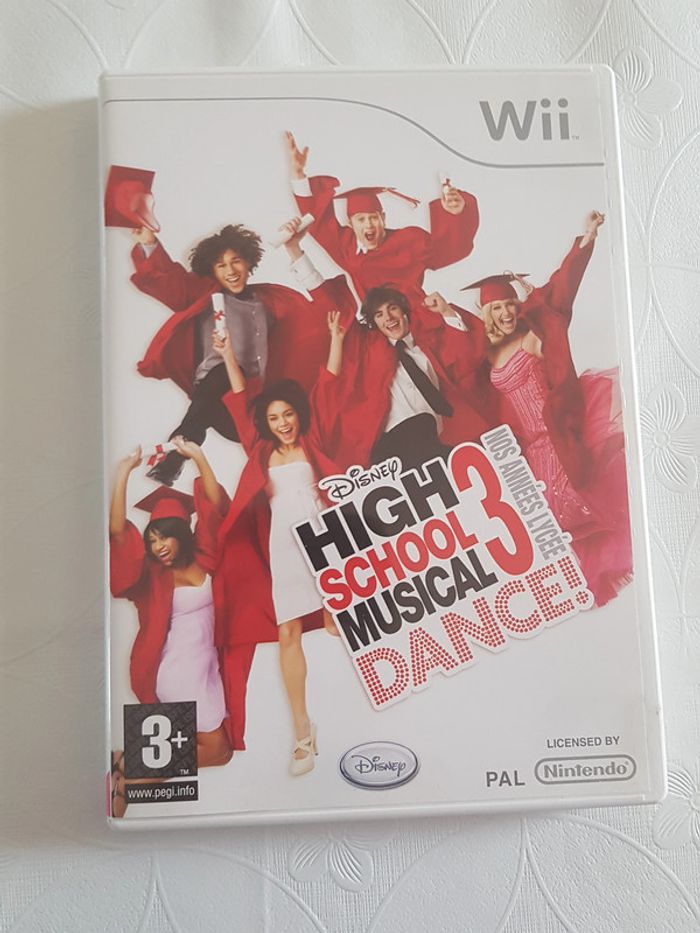 Wii
Disney
HIGH
SCHOOL
MUSICAL 3
NOS ANNÉES LYCÉE
DANCE!
3+
TM
www.pegi.info
Disney
LICENSED BY
PAL Nintendo